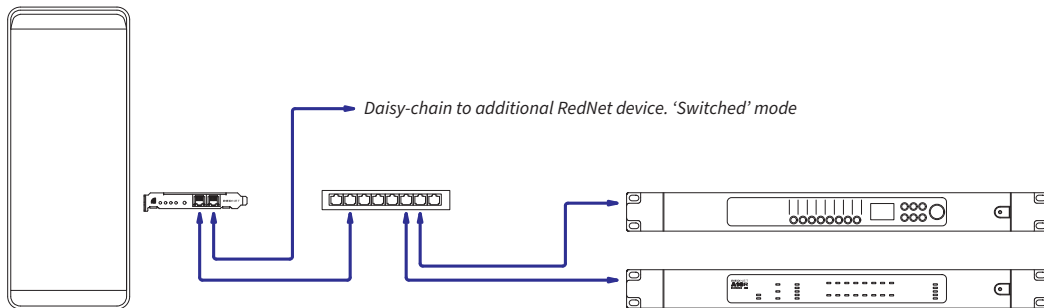 Daisy-chain to additional RedNet device. ‘Switched’ mode